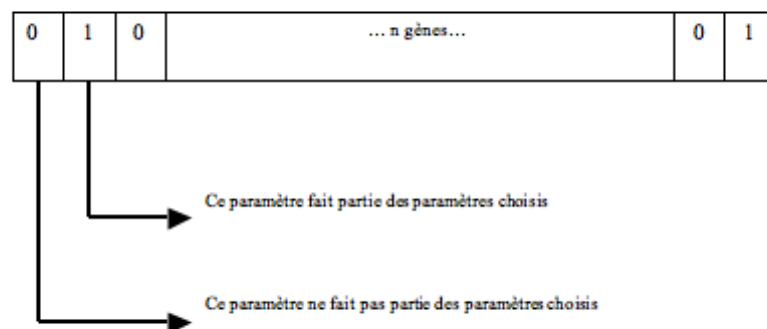 0 1 0 ... n gènes... 0 1
Ce paramètre fait partie des paramètres choisis
Ce paramètre ne fait pas partie des paramètres choisis